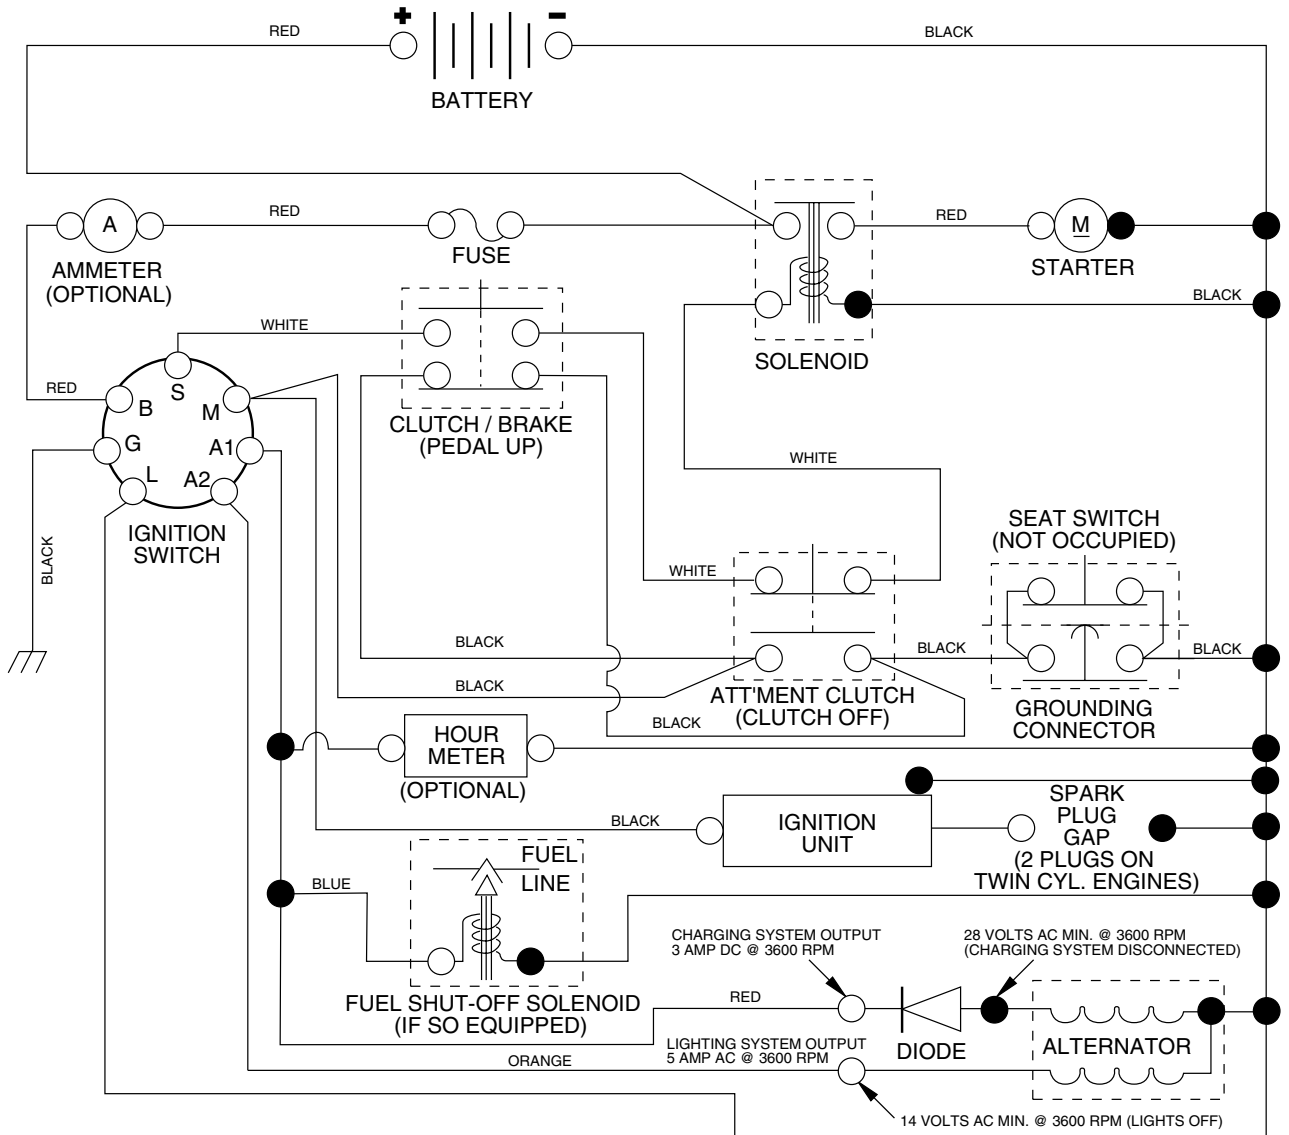 +
−
RED
BLACK
BATTERY
A
RED
FUSE
AMMETER
(OPTIONAL)
RED
M
STARTER
BLACK
SOLENOID
WHITE
RED
S
B
M
G
A1
L
A2
IGNITION
SWITCH
BLACK
CLUTCH / BRAKE
(PEDAL UP)
WHITE
SEAT SWITCH
(NOT OCCUPIED)
WHITE
BLACK
BLACK
BLACK
BLACK
BLACK
ATT'MENT CLUTCH
(CLUTCH OFF)
GROUNDING
CONNECTOR
HOUR
METER
(OPTIONAL)
BLACK
IGNITION
UNIT
SPARK
PLUG
GAP
(2 PLUGS ON
TWIN CYL. ENGINES)
BLUE
FUEL
LINE
FUEL SHUT-OFF SOLENOID
(IF SO EQUIPPED)
CHARGING SYSTEM OUTPUT
3 AMP DC @ 3600 RPM
28 VOLTS AC MIN. @ 3600 RPM
(CHARGING SYSTEM DISCONNECTED)
RED
DIODE
ALTERNATOR
LIGHTING SYSTEM OUTPUT
5 AMP AC @ 3600 RPM
ORANGE
14 VOLTS AC MIN. @ 3600 RPM (LIGHTS OFF)